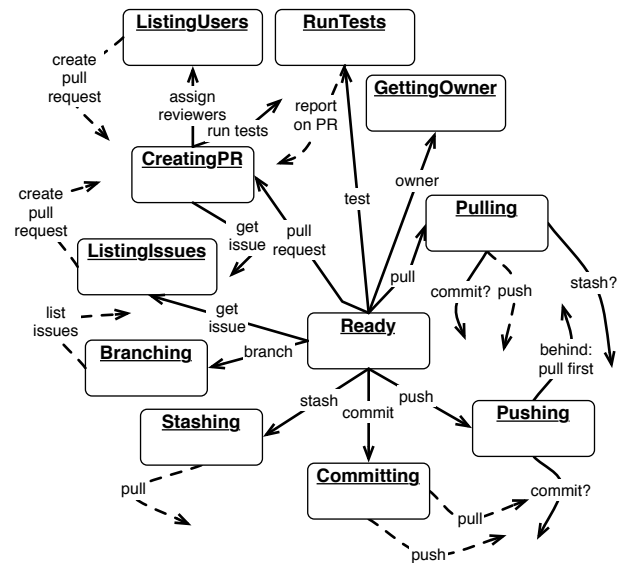 ListingUsers
RunTests
create
pull
request
assign
reviewers
run tests
report
on PR
GettingOwner
CreatingPR
create
pull
request
get
issue
pull
request
test
owner
Pulling
ListingIssues
pull
commit?
push
stash?
list
issues
get
issue
Ready
Branching
branch
behind:
pull first
stash
commit
push
Stashing
Pushing
pull
Committing
pull
commit?
push